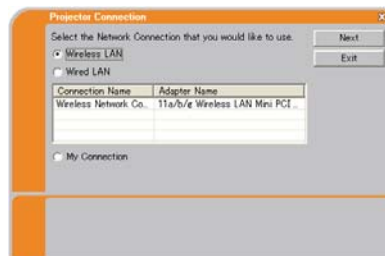 Projector Connection
X
Select the Network Connection that you would like to use.
Next
Wireless LAN
Exit
Wired LAN
Connection Name Adapter Name
Wireless Network Co.. 11a/b/g Wireless LAN Mini PCI ..
My Connection